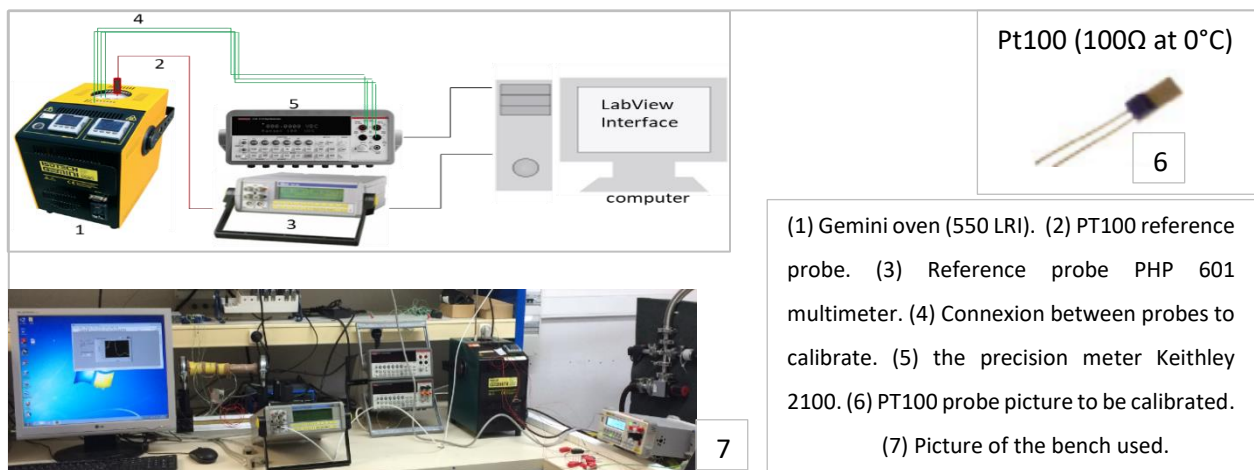 4
2
5
LabView
Interface
computer
3
1
Pt100 (100Ω at 0°C)
6
(1) Gemini oven (550 LRI). (2) PT100 reference
probe. (3) Reference probe PHP 601
multimeter. (4) Connexion between probes to
calibrate. (5) the precision meter Keithley
2100. (6) PT100 probe picture to be calibrated.
(7) Picture of the bench used.
7